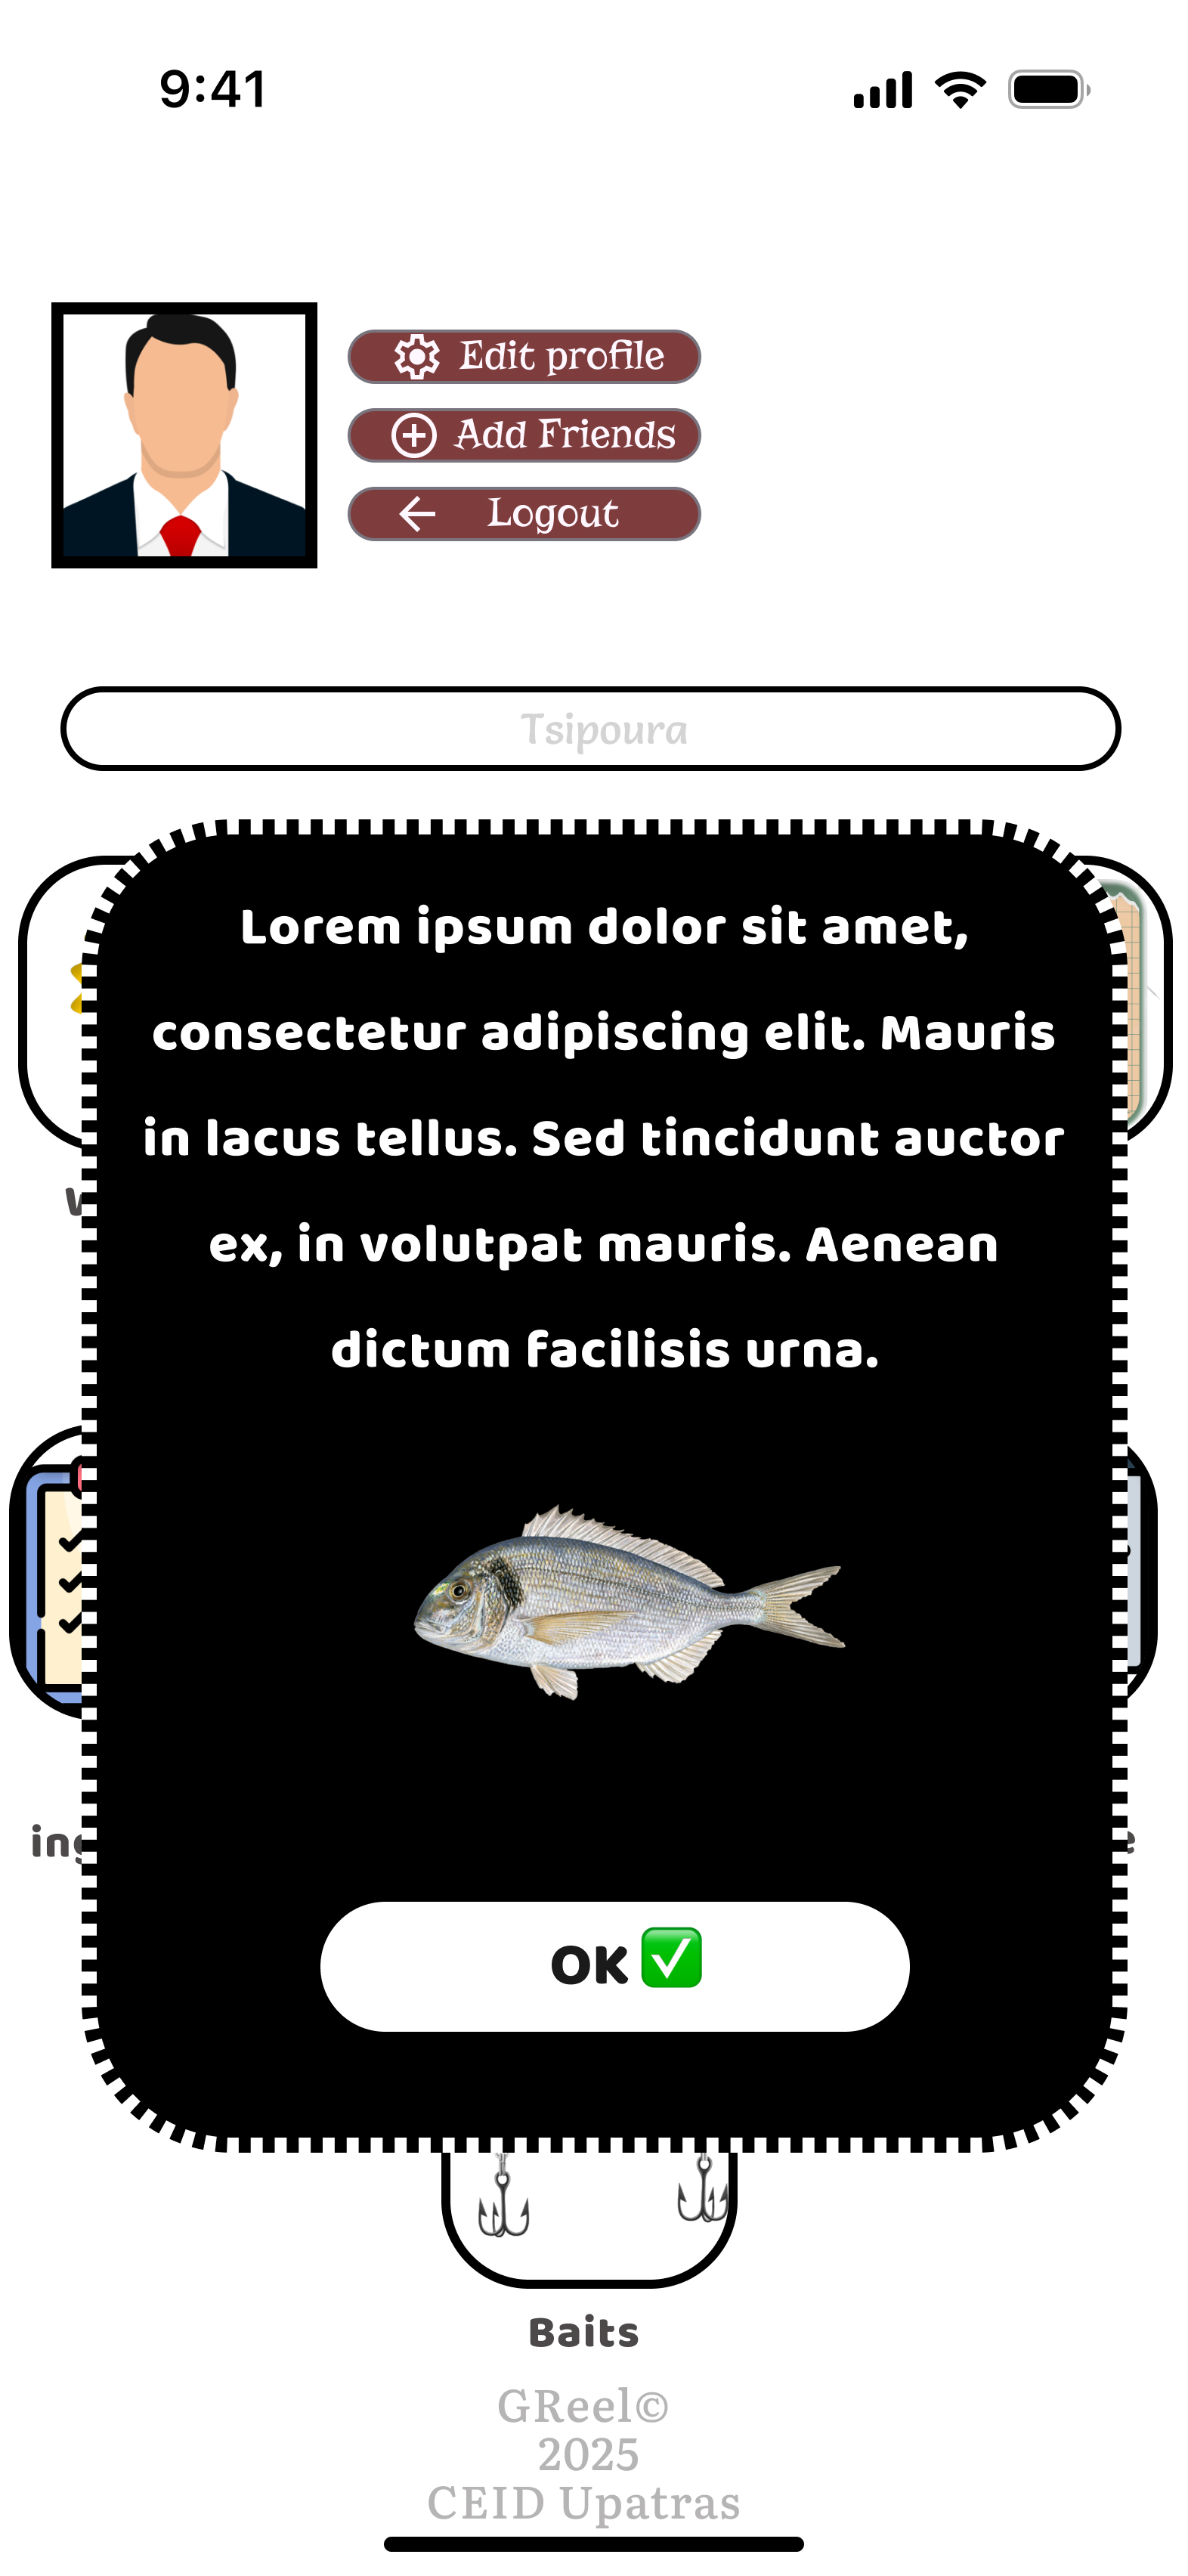 9:41
Edit profile
Add Friends
Logout
Tsipoura
Lorem ipsum dolor sit amet,
consectetur adipiscing elit. Mauris
in lacus tellus. Sed tincidunt auctor
ex, in volutpat mauris. Aenean
dictum facilisis urna.
OK ✅
Baits
GReel©
2025
CEID Upatras